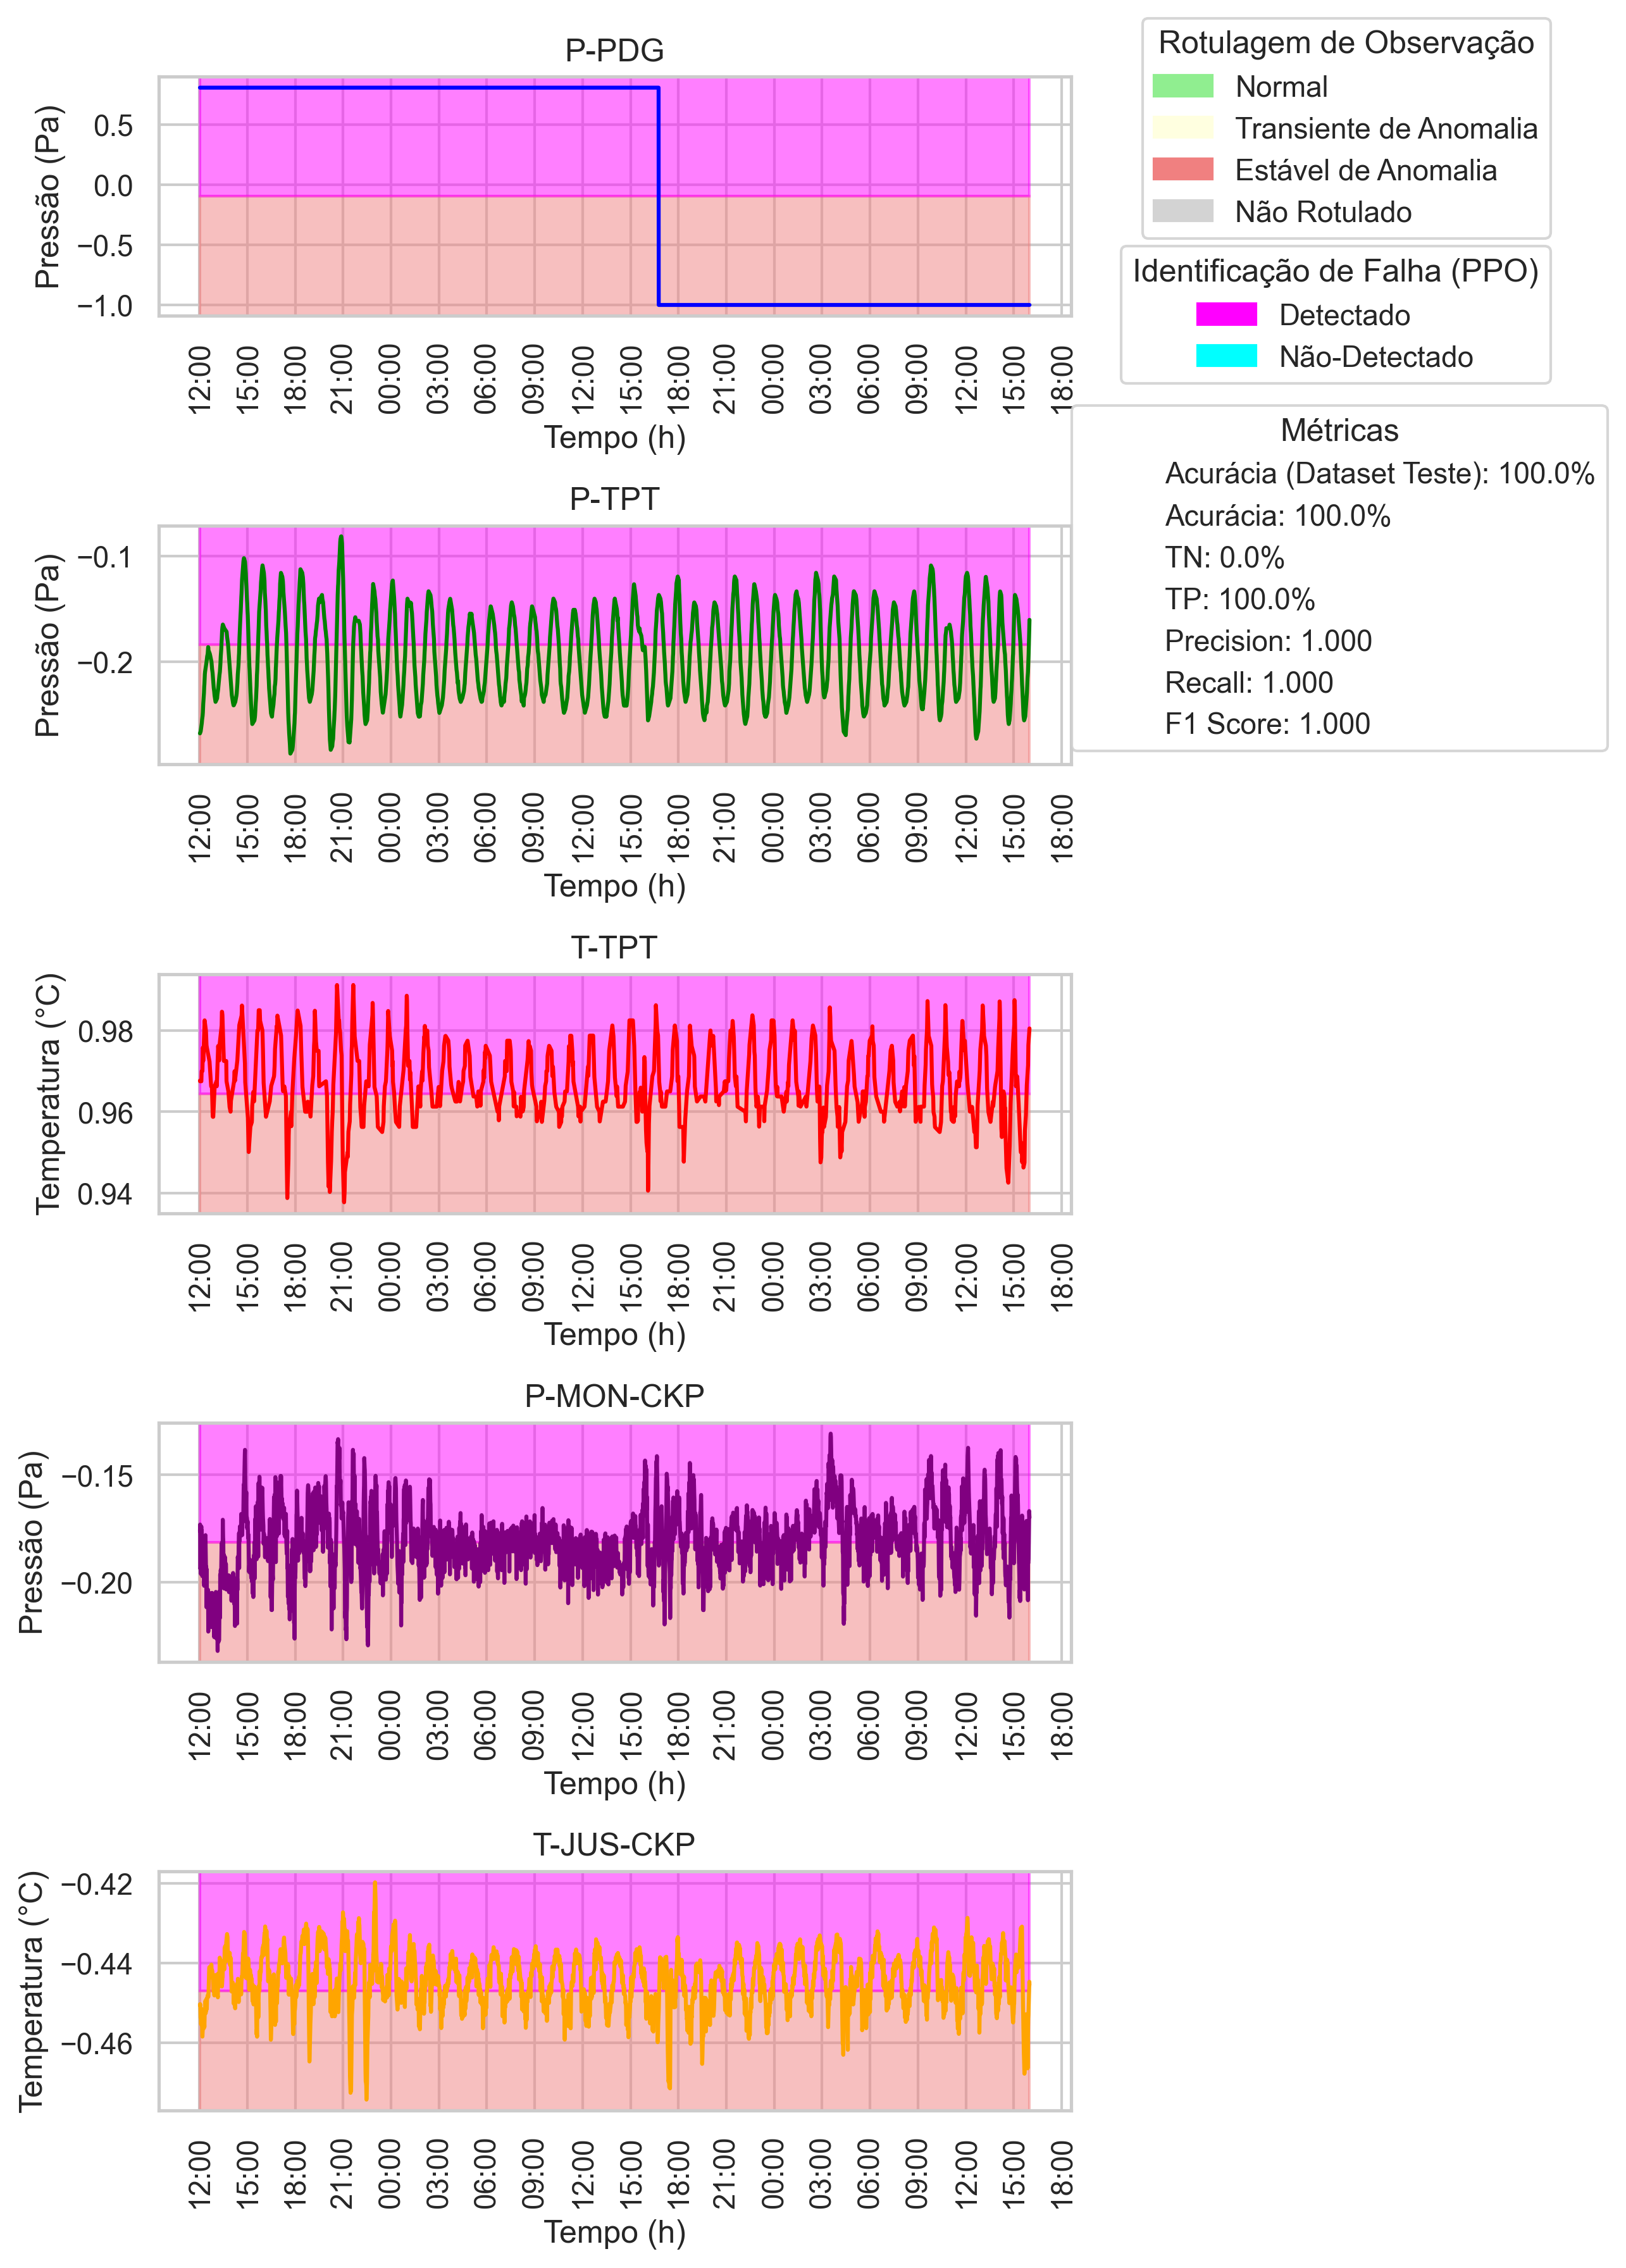 P-PDG
Pressão (Pa)
0.5
0.0
−0.5
−1.0
12:00 15:00 18:00 21:00 00:00 03:00 06:00 09:00 12:00 15:00 18:00 21:00 00:00 03:00 06:00 09:00 12:00 15:00 18:00
Tempo (h)
Rotulagem de Observação
Normal
Transiente de Anomalia
Estável de Anomalia
Não Rotulado
Identificação de Falha (PPO)
Detectado
Não-Detectado
Métricas
Acurácia (Dataset Teste): 100.0%
Acurácia: 100.0%
TN: 0.0%
TP: 100.0%
Precision: 1.000
Recall: 1.000
F1 Score: 1.000
P-TPT
Pressão (Pa)
−0.1
−0.2
12:00 15:00 18:00 21:00 00:00 03:00 06:00 09:00 12:00 15:00 18:00 21:00 00:00 03:00 06:00 09:00 12:00 15:00 18:00
Tempo (h)
T-TPT
Temperatura (°C)
0.98
0.96
0.94
12:00 15:00 18:00 21:00 00:00 03:00 06:00 09:00 12:00 15:00 18:00 21:00 00:00 03:00 06:00 09:00 12:00 15:00 18:00
Tempo (h)
P-MON-CKP
Pressão (Pa)
−0.15
−0.20
12:00 15:00 18:00 21:00 00:00 03:00 06:00 09:00 12:00 15:00 18:00 21:00 00:00 03:00 06:00 09:00 12:00 15:00 18:00
Tempo (h)
T-JUS-CKP
Temperatura (°C)
−0.42
−0.44
−0.46
12:00 15:00 18:00 21:00 00:00 03:00 06:00 09:00 12:00 15:00 18:00 21:00 00:00 03:00 06:00 09:00 12:00 15:00 18:00
Tempo (h)